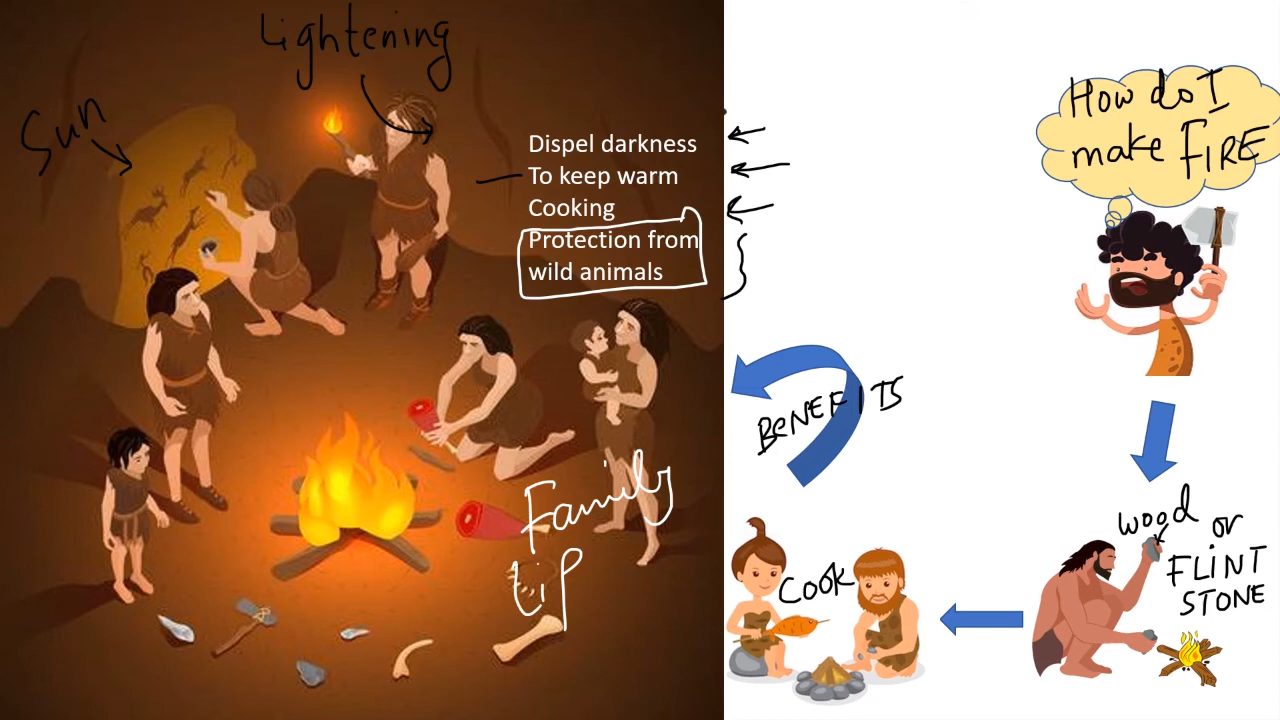 Lightening
Sun
Dispel darkness
To keep warm
Cooking
Protection from
wild animals
Family
tip
How do I
make FIRE
BENEFITS
wood or
FLINT
STONE
Cook